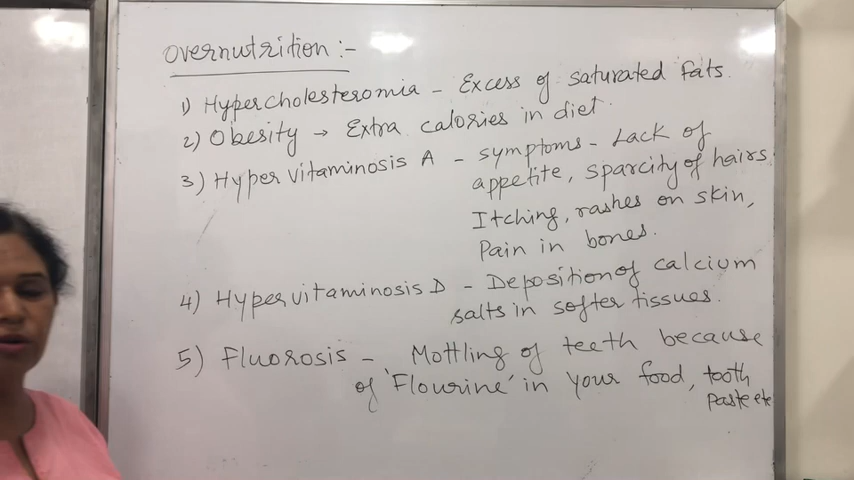 Overnutrition :-
1) Hypercholesteromia - Excess of saturated fats.
2) Obesity → Extra calories in diet.
3) Hypervitaminosis A - symptoms - Lack of
appetite, sparcity of hairs,
Itching, rashes on skin,
Pain in bones.
4) Hypervitaminosis D - Deposition of calcium
salts in softer tissues.
5) Fluorosis - Mottling of teeth because
of 'Flourine' in your food, tooth
paste etc